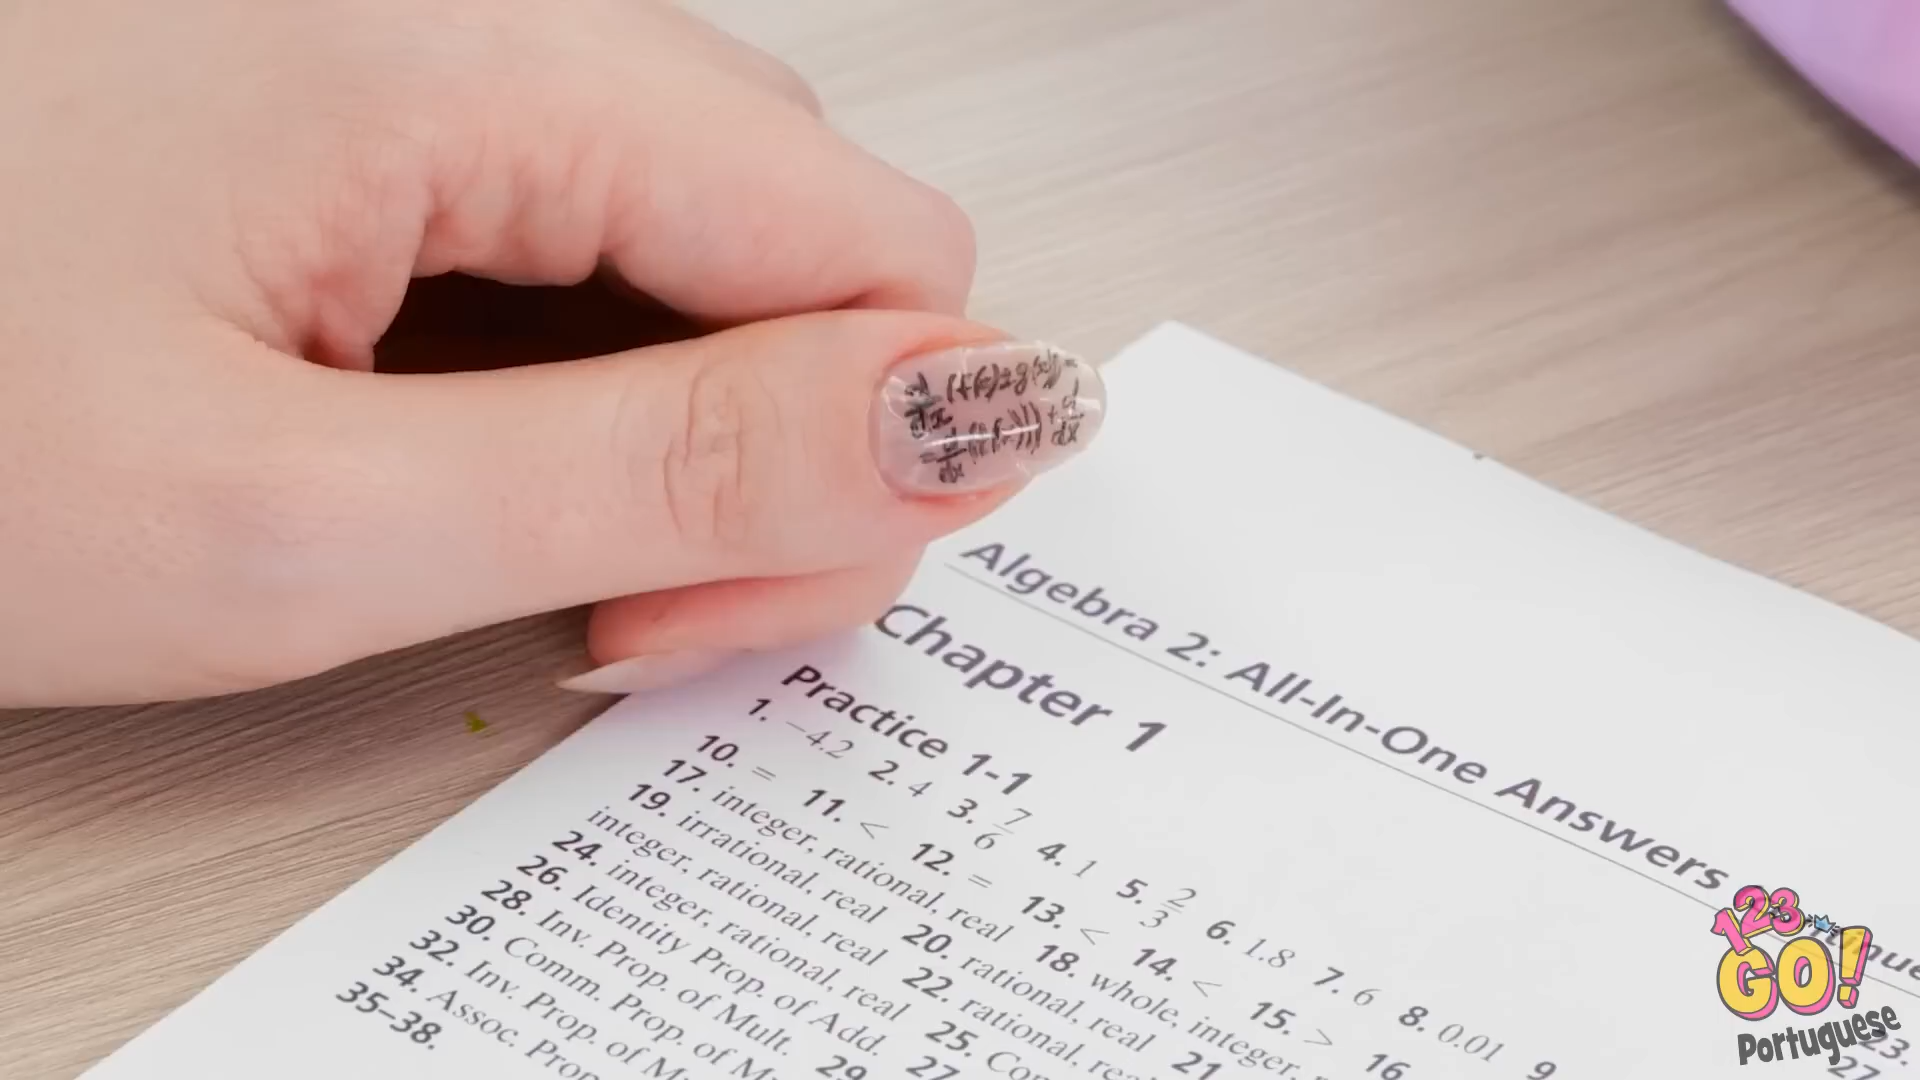 Algebra 2: All-In-One Answers
Chapter 1
Practice 1-1
1. −4.2 2. 4 3. 7/6 4. 1 5. 2/3 6. 1.8 7. 6 8. 0.01 9
10. = 11. < 12. = 13. < 14. < 15. > 16
17. integer, rational, real 18. whole, integer,
19. irrational, real 20. rational, real 21
integer, rational, real 22. rational,
24. integer, rational, real 25.
26. Identity Prop. of Add. 27
28. Inv. Prop. of Mult. 29
30. Comm. Prop. of
32. Inv. Prop. of
34. Assoc.
35–38.
23.
27
123
GO!
Portuguese